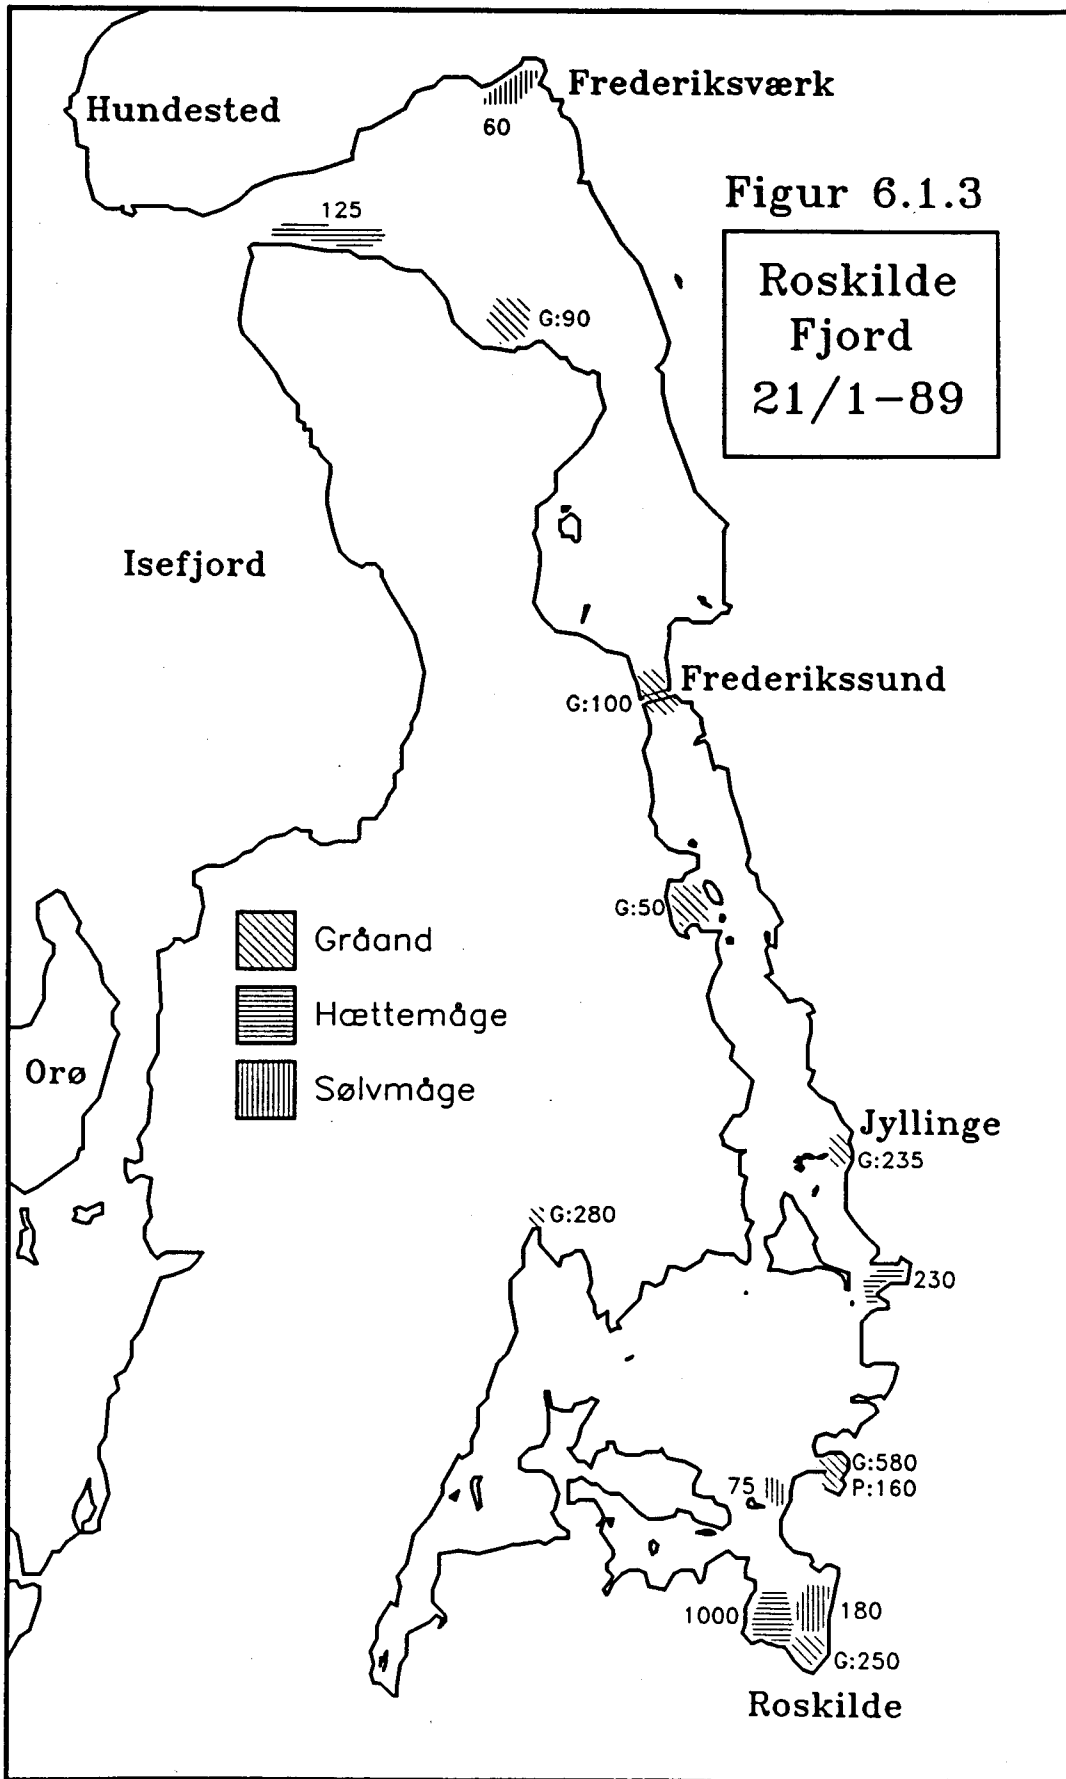 Hundested
Frederiksværk
60
125
Figur 6.1.3
Roskilde
Fjord
21/1-89
G:90
Isefjord
Frederikssund
G:100
G:50
Gråand
Hættemåge
Sølvmåge
Orø
Jyllinge
G:235
G:280
230
G:580
P:160
75
1000
180
G:250
Roskilde